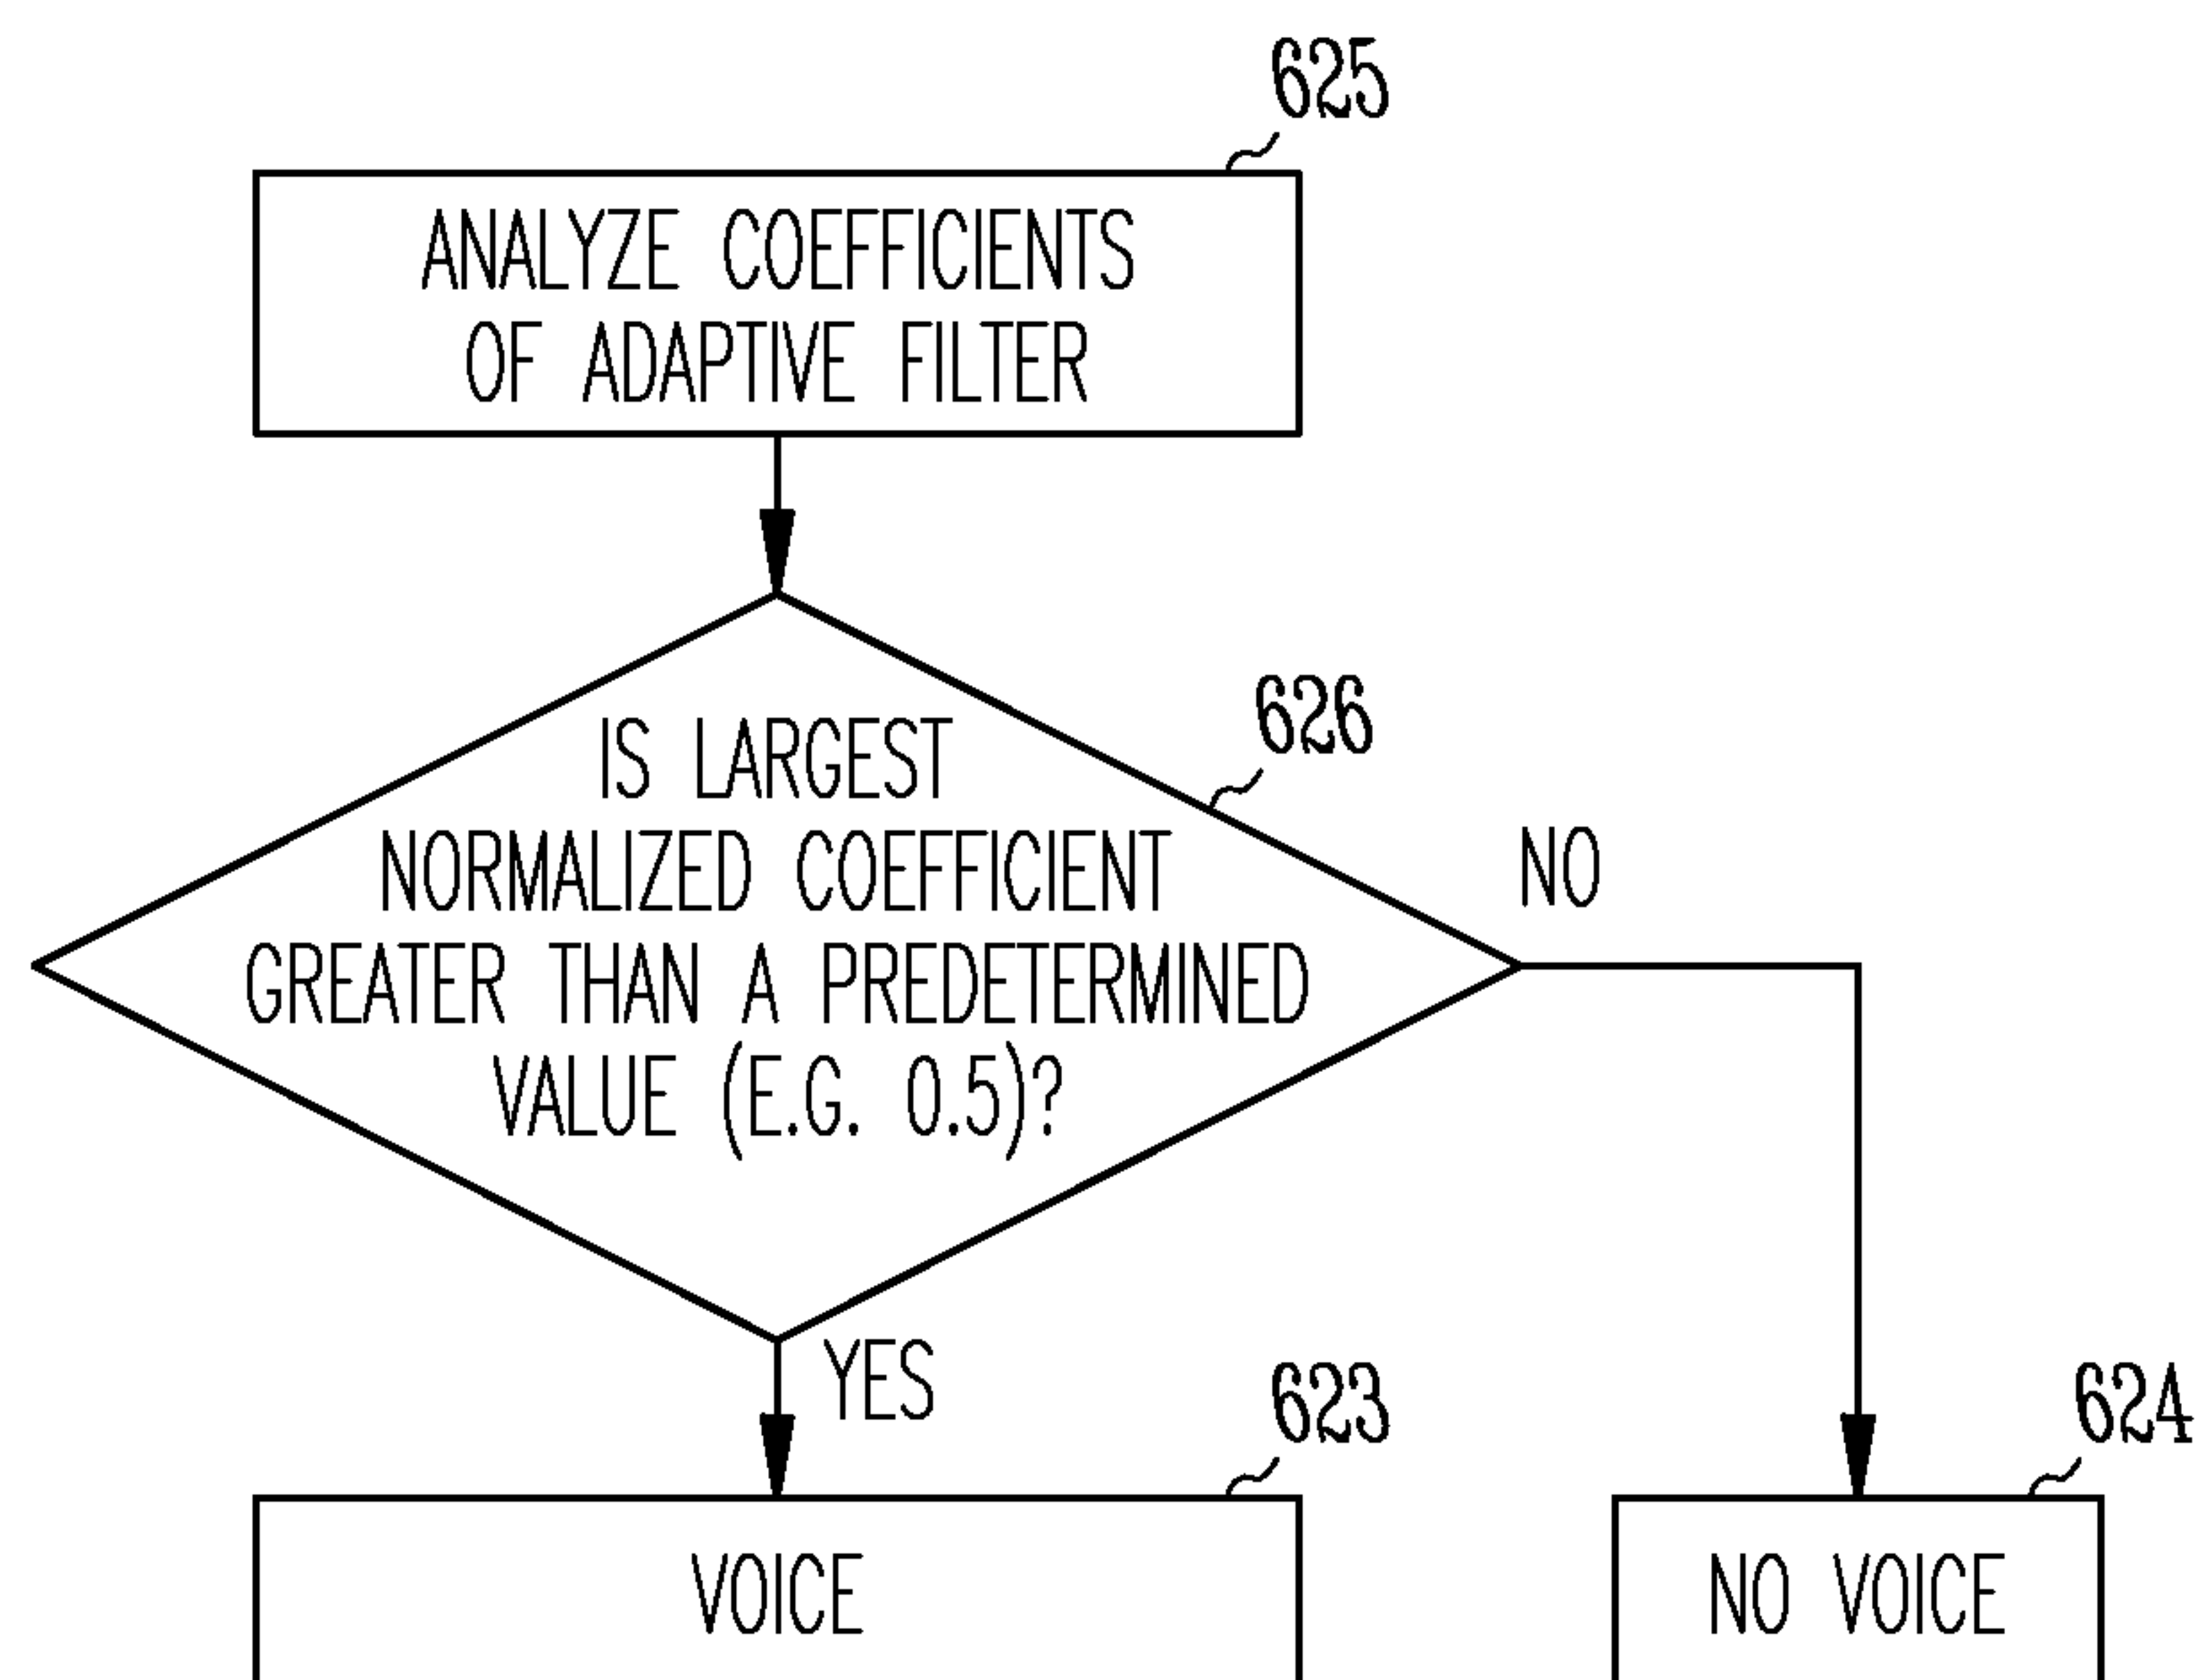 625
ANALYZE COEFFICIENTS
OF ADAPTIVE FILTER
626
IS LARGEST
NORMALIZED COEFFICIENT
GREATER THAN A PREDETERMINED
VALUE (E.G. 0.5)?
NO
YES
623
624
VOICE
NO VOICE